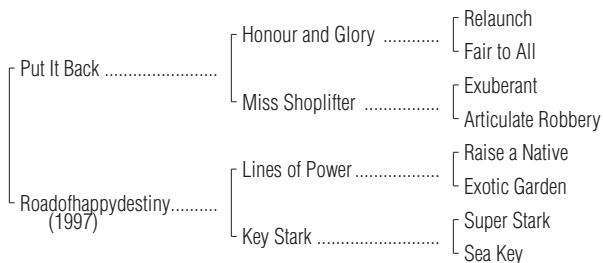 Relaunch
Honour and Glory ............
Fair to All
Put It Back ........................
Exuberant
Miss Shoplifter ................
Articulate Robbery
Raise a Native
Lines of Power..................
Exotic Garden
Roadofhappydestiny..........
(1997)
Super Stark
Key Stark ..........................
Sea Key